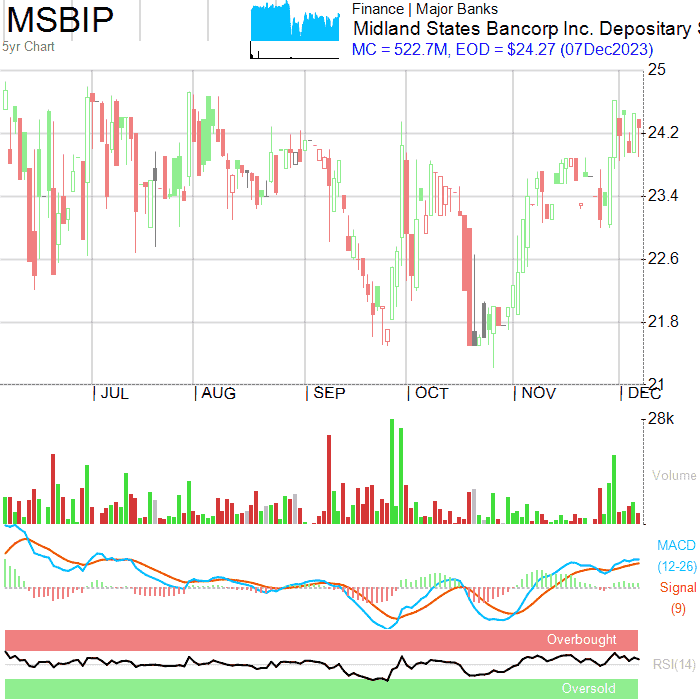 MSBIP
5yr Chart
Finance | Major Banks
Midland States Bancorp Inc. Depositary
MC = 522.7M, EOD = $24.27 (07Dec2023)
25
24.2
23.4
22.6
21.8
21
JUL AUG SEP OCT NOV DEC
28k
Volume
MACD
(12-26)
Signal
(9)
Overbought
RSI(14)
Oversold